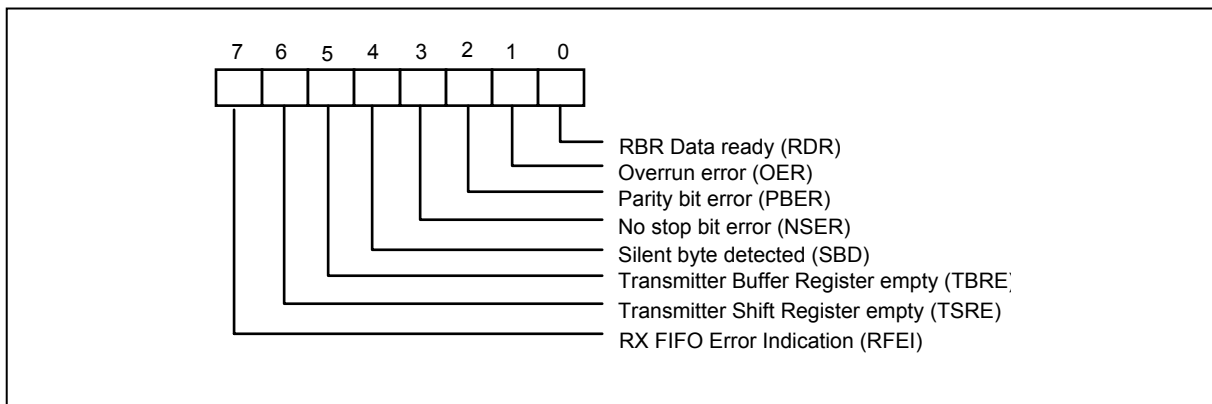 7 6 5 4 3 2 1 0
RBR Data ready (RDR)
Overrun error (OER)
Parity bit error (PBER)
No stop bit error (NSER)
Silent byte detected (SBD)
Transmitter Buffer Register empty (TBRE)
Transmitter Shift Register empty (TSRE)
RX FIFO Error Indication (RFEI)